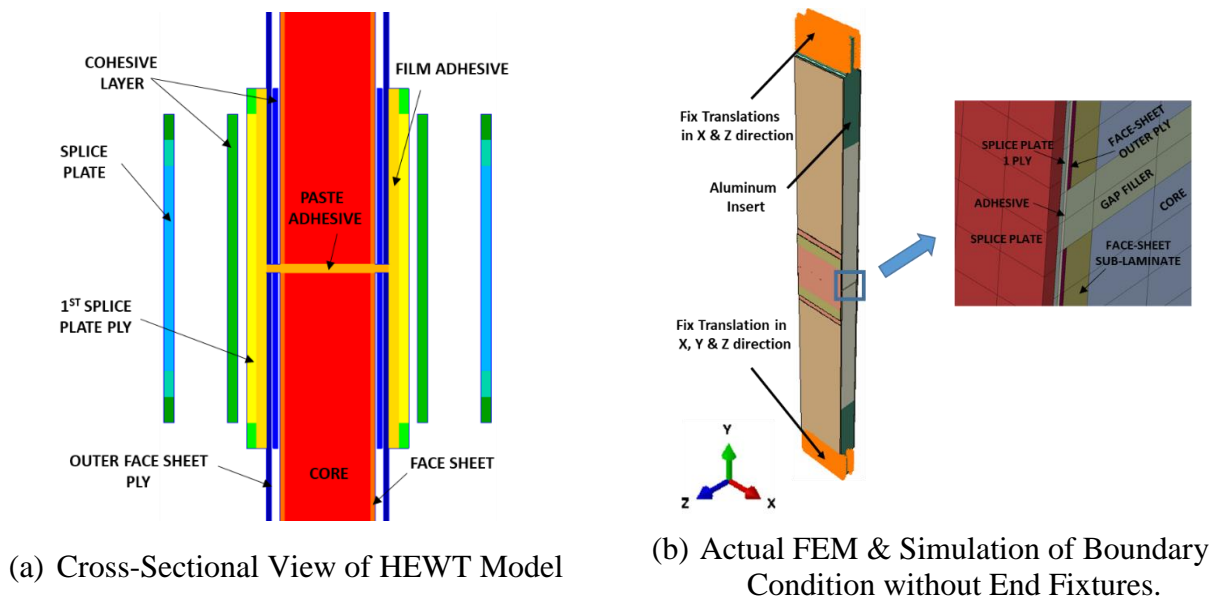 COHESIVE
LAYER
FILM ADHESIVE
SPLICE
PLATE
PASTE
ADHESIVE
1ST SPLICE
PLATE PLY
OUTER FACE SHEET
PLY
CORE
FACE SHEET
(a) Cross-Sectional View of HEWT Model
Fix Translations
in X & Z direction
Aluminum
Insert
Fix Translation in
X, Y & Z direction
Y
Z
X
SPLICE PLATE
1 PLY
FACE-SHEET
OUTER PLY
ADHESIVE
GAP FILLER
CORE
SPLICE PLATE
FACE-SHEET
SUB-LAMINATE
(b) Actual FEM & Simulation of Boundary
Condition without End Fixtures.